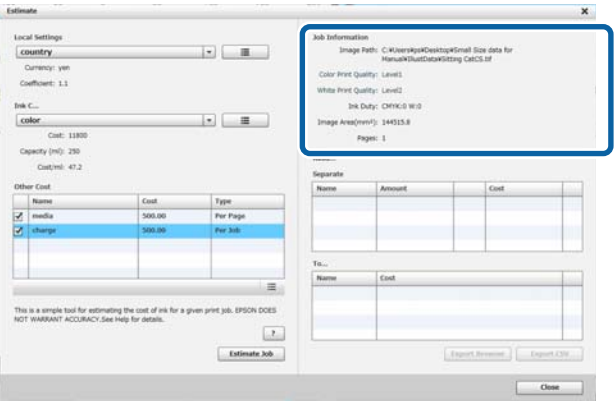 Estimate
Local Settings
country
Currency: yen
Coefficient: 1.1
Ink C...
color
Cost: 11800
Capacity (ml): 250
Cost/ml: 47.2
Other Cost
Name Cost Type
media 500.00 Per Page
charge 500.00 Per Job
This is a simple tool for estimating the cost of ink for a given print job. EPSON DOES
NOT WARRANT ACCURACY.See Help for details.
?
Estimate Job
Job Information
Image Path: C:¥Users¥ps¥Desktop¥Small Size data for
Manual¥IllustData¥Sitting CatCS.tif
Color Print Quality: Level1
White Print Quality: Level2
Ink Duty: CMYK:0 W:0
Image Area(mm²): 144515.8
Pages: 1
Separate
Name Amount Cost
To...
Name Cost
Export Browser Export CSV
Close